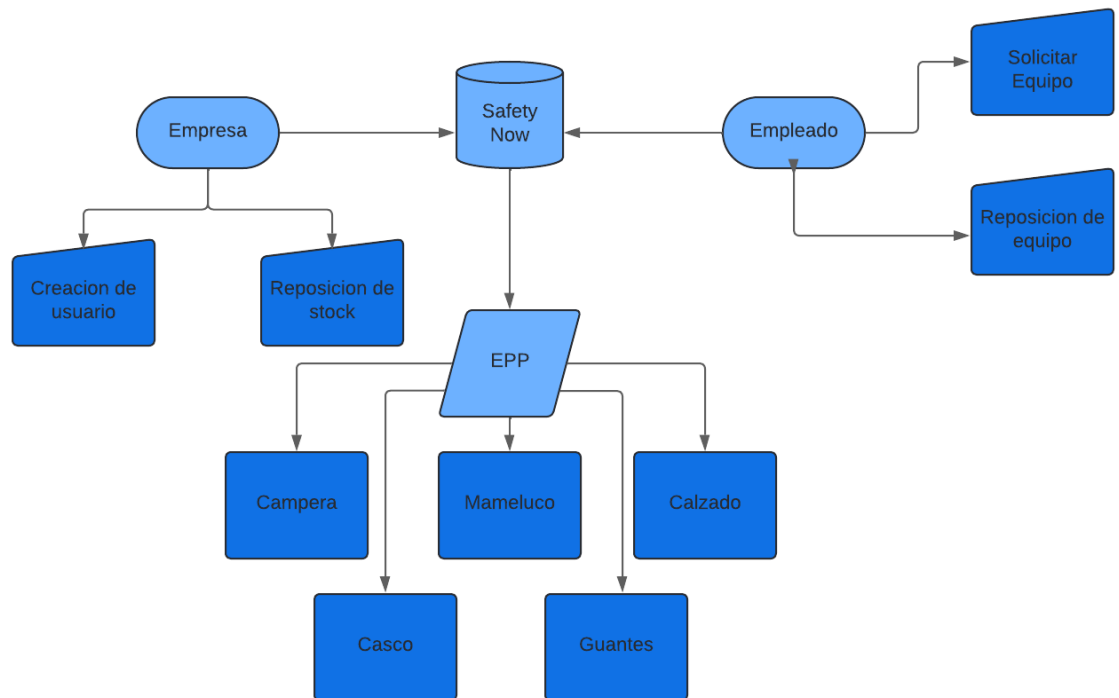 Solicitar
Equipo
Empresa
Safety
Now
Empleado
Reposicion de
equipo
Creacion de
usuario
Reposicion de
stock
EPP
Campera
Mameluco
Calzado
Casco
Guantes